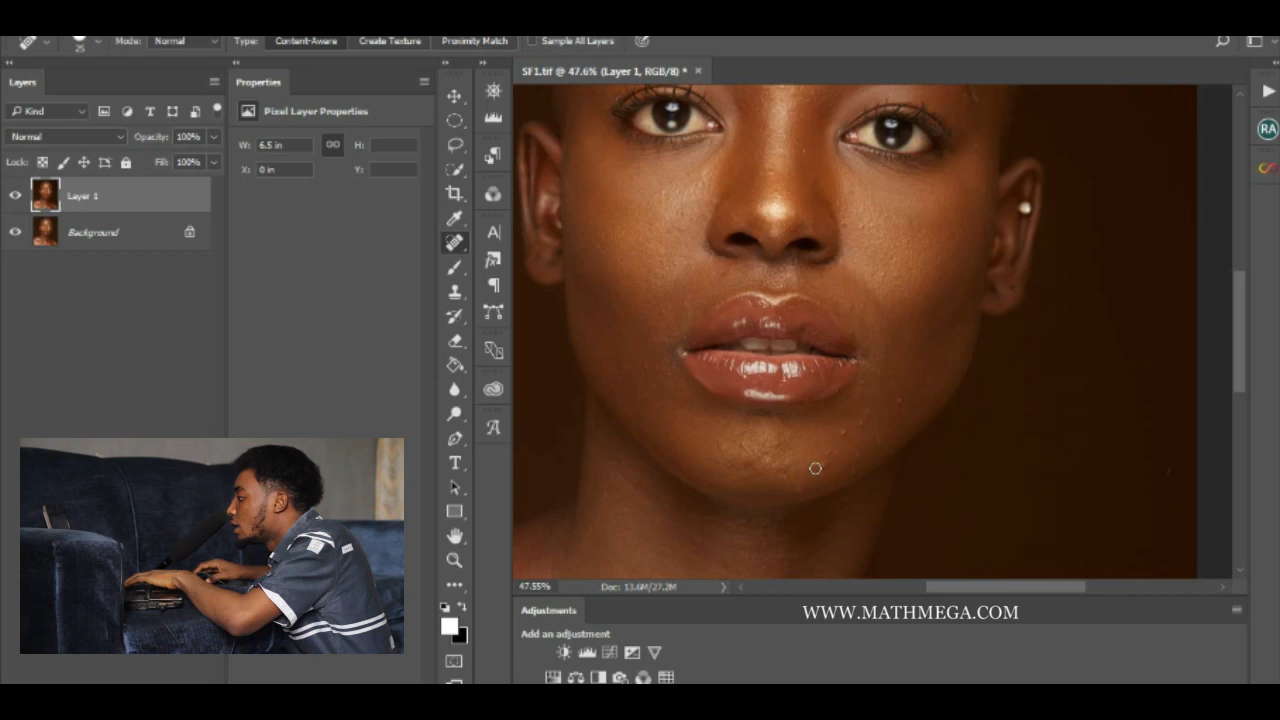 25
Mode: Normal
Type: Content-Aware Create Texture Proximity Match Sample All Layers
Layers
Kind
Normal Opacity: 100%
Lock: Fill: 100%
Layer 1
Background
Properties
Pixel Layer Properties
W: 6.5 in H:
X: 0 in Y:
SF1.tif @ 47.6% (Layer 1, RGB/8) *
RA
47.55% Doc: 13.6M/27.2M
Adjustments
WWW.MATHMEGA.COM
Add an adjustment